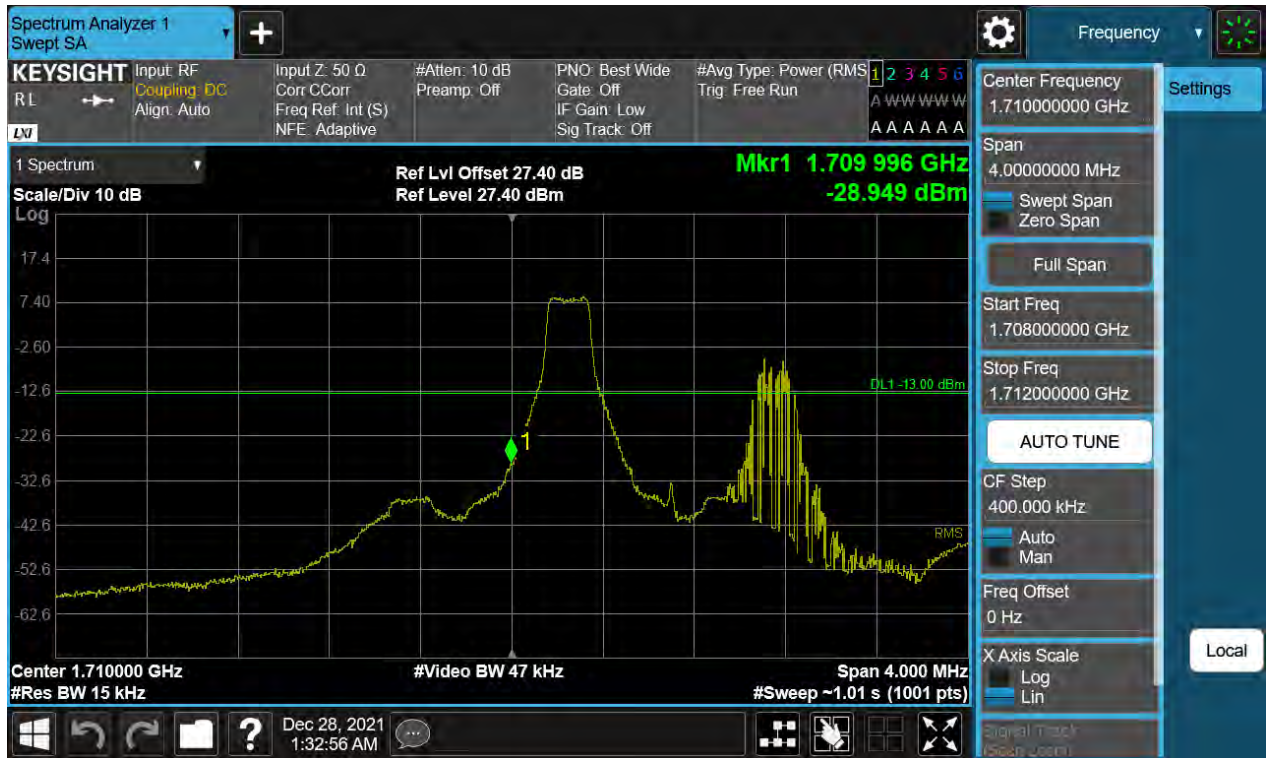 Spectrum Analyzer 1
Swept SA
Frequency
KEYSIGHT
RL
LXI
Input: RF
Coupling: DC
Align: Auto
Input Z: 50 Ω
Corr CCorr
Freq Ref: Int (S)
NFE: Adaptive
#Atten: 10 dB
Preamp: Off
PNO: Best Wide
Gate: Off
IF Gain: Low
Sig Track: Off
#Avg Type: Power (RMS
Trig: Free Run
1 2 3 4 5 6
A W W W W W
A A A A A A
1 Spectrum
Scale/Div 10 dB
Log
Ref Lvl Offset 27.40 dB
Ref Level 27.40 dBm
Mkr1 1.709 996 GHz
-28.949 dBm
17.4
7.40
-2.60
-12.6
-22.6
-32.6
-42.6
-52.6
-62.6
DL1 -13.00 dBm
1
RMS
Center 1.710000 GHz
#Video BW 47 kHz
Span 4.000 MHz
#Res BW 15 kHz
#Sweep ~1.01 s (1001 pts)
Dec 28, 2021
1:32:56 AM
?
Center Frequency
1.710000000 GHz
Settings
Span
4.00000000 MHz
Swept Span
Zero Span
Full Span
Start Freq
1.708000000 GHz
Stop Freq
1.712000000 GHz
AUTO TUNE
CF Step
400.000 kHz
Auto
Man
Freq Offset
0 Hz
X Axis Scale
Log
Lin
Local
Signal Track
(Span Zoom)